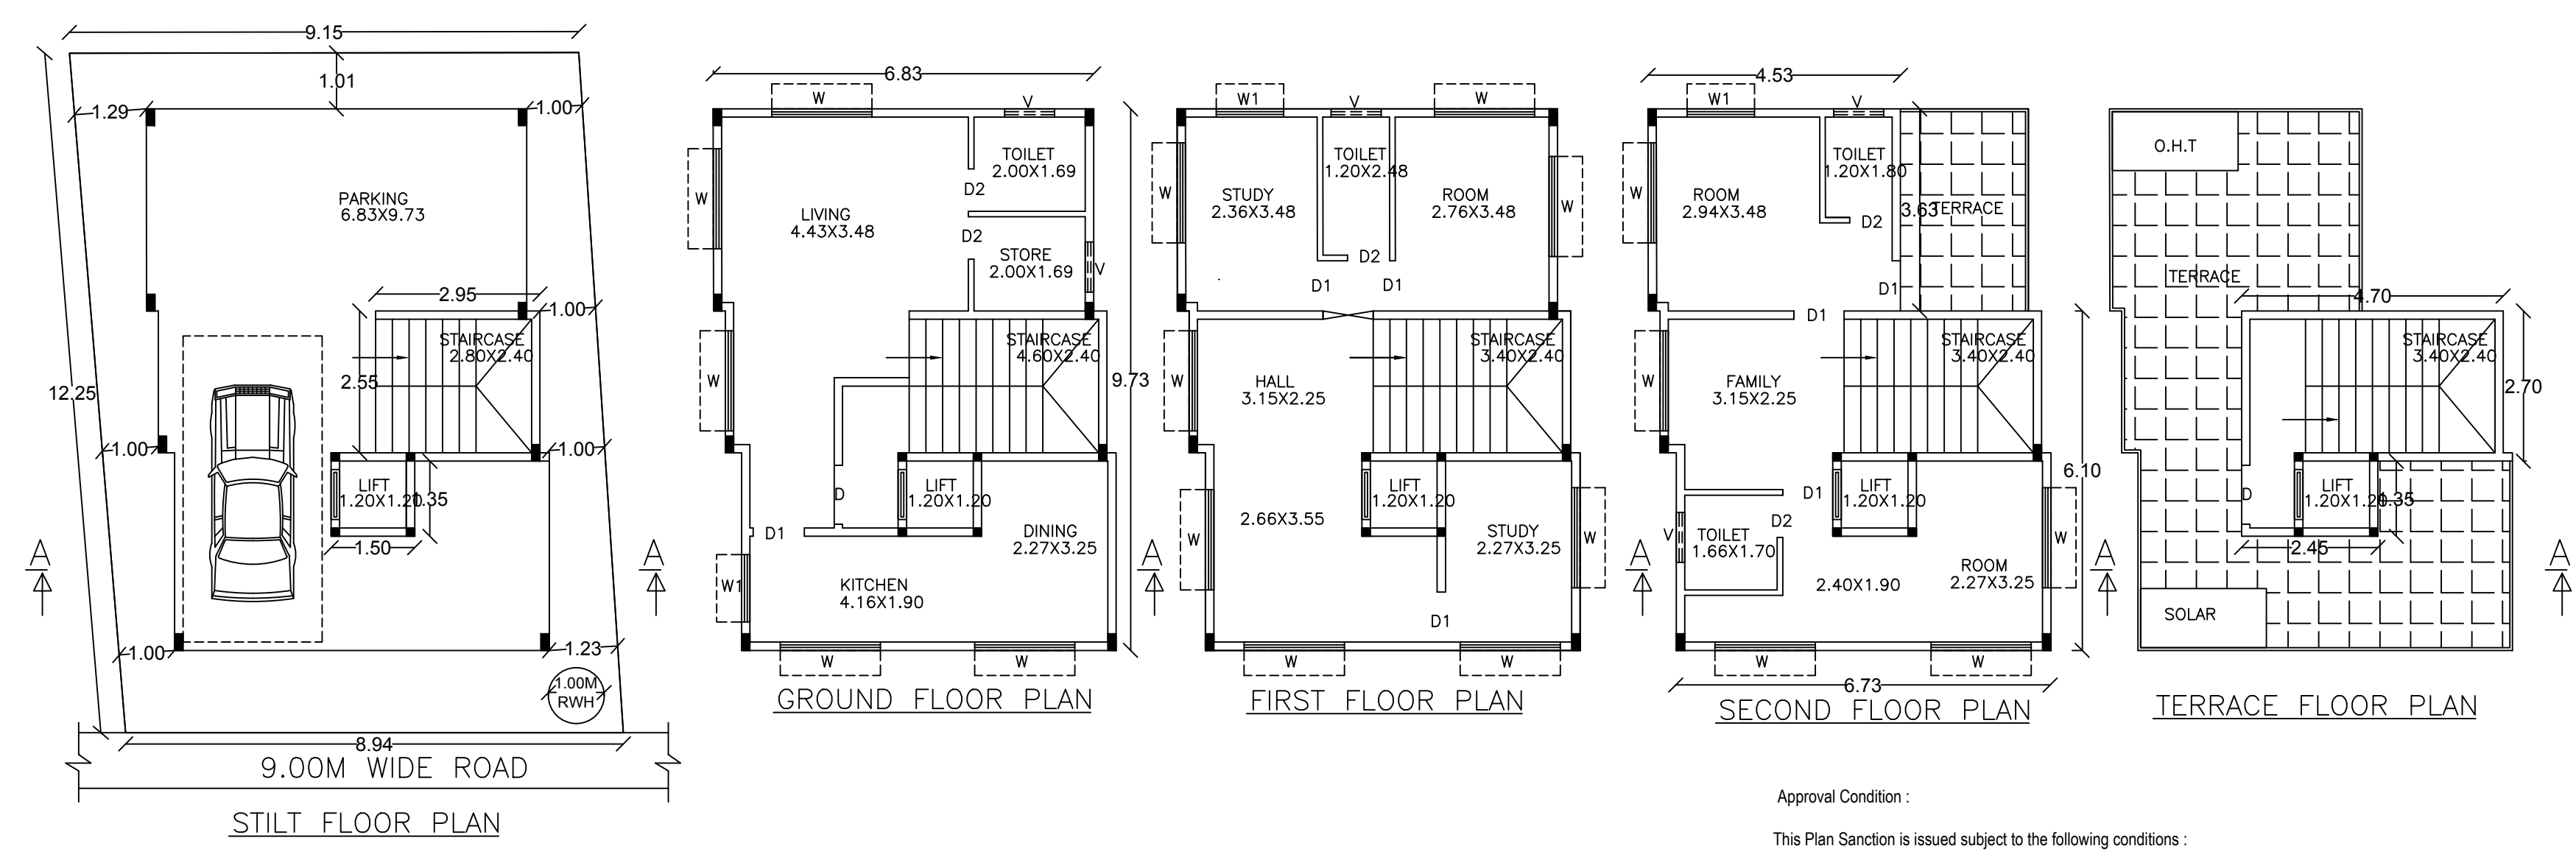 9.15
1.01
1.29
1.00
PARKING
6.83X9.73
2.95
1.00
STAIRCASE
2.80X2.40
2.55
12.25
1.00
1.00
LIFT
1.20X1.20
1.35
1.50
A
A
1.00
1.23
1.00M
RWH
8.94
9.00M WIDE ROAD
STILT FLOOR PLAN
6.83
W
V
TOILET
2.00X1.69
W
D2
LIVING
4.43X3.48
D2
STORE
2.00X1.69
V
STAIRCASE
4.60X2.40
W
9.73
D
LIFT
1.20X1.20
D1
DINING
2.27X3.25
W1
KITCHEN
4.16X1.90
A
W
W
GROUND FLOOR PLAN
W1
V
W
TOILET
1.20X2.48
W
STUDY
2.36X3.48
ROOM
2.76X3.48
W
D2
D1
D1
STAIRCASE
3.40X2.40
W
HALL
3.15X2.25
LIFT
1.20X1.20
2.66X3.55
W
STUDY
2.27X3.25
W
D1
A
W
W
FIRST FLOOR PLAN
4.53
W1
V
TOILET
1.20X1.80
W
ROOM
2.94X3.48
3.63
TERRACE
D2
D1
D1
STAIRCASE
3.40X2.40
W
FAMILY
3.15X2.25
6.10
D1
LIFT
1.20X1.20
D2
V
TOILET
1.66X1.70
W
ROOM
2.27X3.25
2.40X1.90
A
W
W
6.73
SECOND FLOOR PLAN
O.H.T
TERRACE
4.70
STAIRCASE
3.40X2.40
2.70
LIFT
1.20X1.20
1.35
D
2.45
A
SOLAR
TERRACE FLOOR PLAN
Approval Condition :
This Plan Sanction is issued subject to the following conditions :